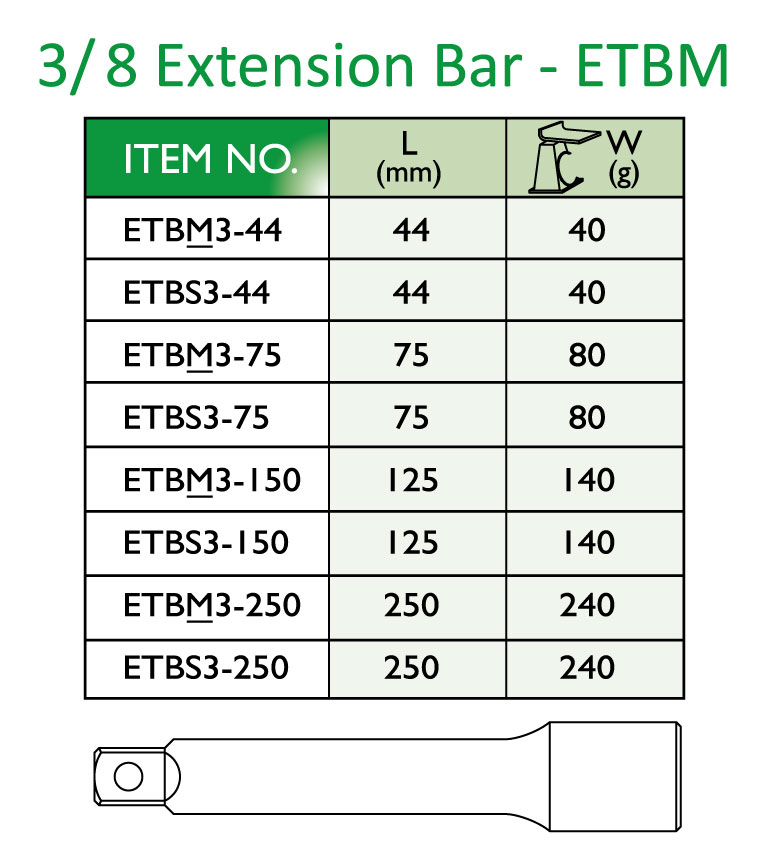 3/ 8 Extension Bar - ETBM
ITEM NO. L (mm) W (g)
ETBM3-44 44 40
ETBS3-44 44 40
ETBM3-75 75 80
ETBS3-75 75 80
ETBM3-150 125 140
ETBS3-150 125 140
ETBM3-250 250 240
ETBS3-250 250 240